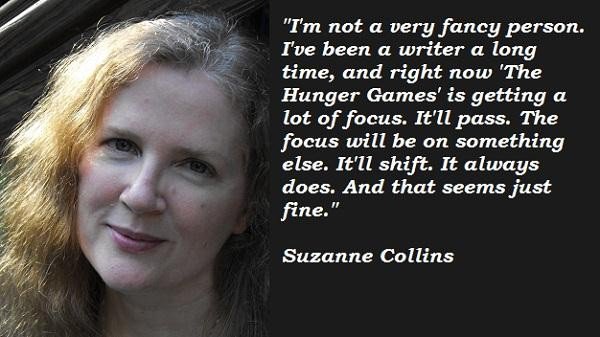 "I'm not a very fancy person.
I've been a writer a long
time, and right now 'The
Hunger Games' is getting a
lot of focus. It'll pass. The
focus will be on something
else. It'll shift. It always
does. And that seems just
fine."
Suzanne Collins